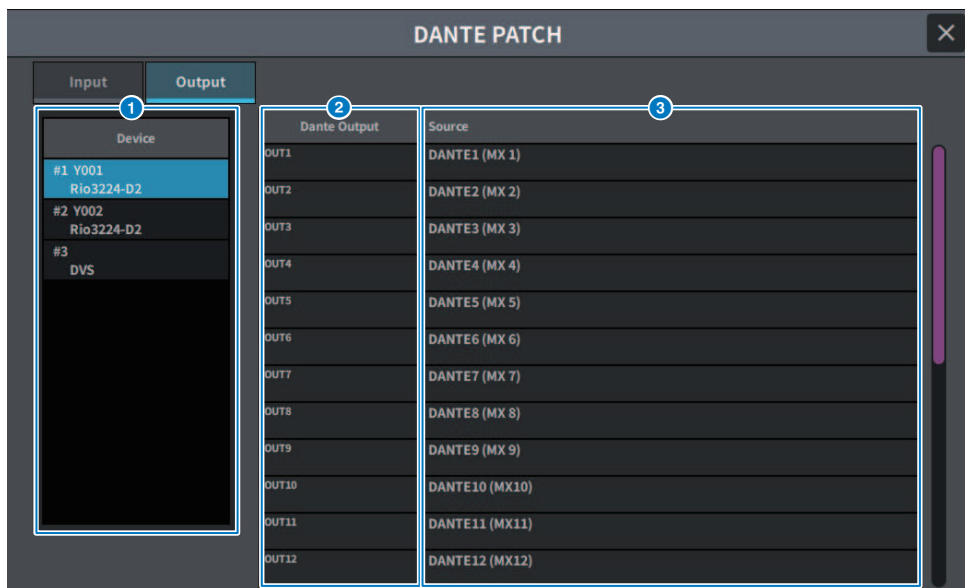 DANTE PATCH
Input Output
1 2 3
Device
#1 Y001
Rio3224-D2
#2 Y002
Rio3224-D2
#3
DVS
Dante Output Source
OUT1 DANTE1 (MX 1)
OUT2 DANTE2 (MX 2)
OUT3 DANTE3 (MX 3)
OUT4 DANTE4 (MX 4)
OUT5 DANTE5 (MX 5)
OUT6 DANTE6 (MX 6)
OUT7 DANTE7 (MX 7)
OUT8 DANTE8 (MX 8)
OUT9 DANTE9 (MX 9)
OUT10 DANTE10 (MX10)
OUT11 DANTE11 (MX11)
OUT12 DANTE12 (MX12)